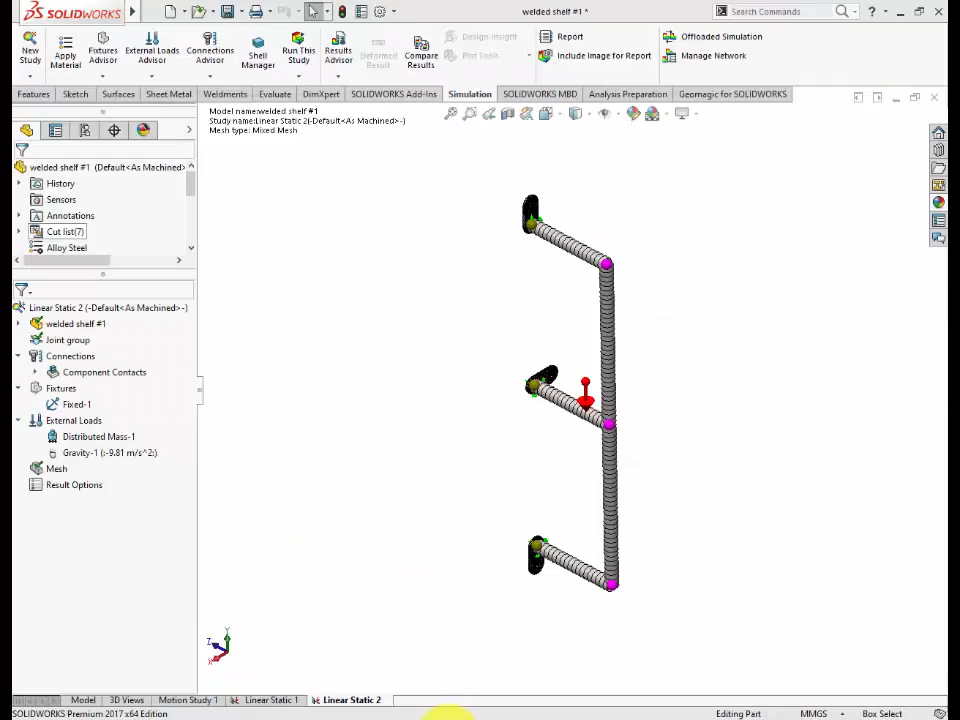 SOLIDWORKS
welded shelf #1 *
Search Commands
?
New Study
Apply Material
Fixtures Advisor
External Loads Advisor
Connections Advisor
Shell Manager
Run This Study
Results Advisor
Deformed Result
Compare Results
Design Insight
Plot Tools
Report
Include Image for Report
Offloaded Simulation
Manage Network
Features
Sketch
Surfaces
Sheet Metal
Weldments
Evaluate
DimXpert
SOLIDWORKS Add-Ins
Simulation
SOLIDWORKS MBD
Analysis Preparation
Geomagic for SOLIDWORKS
Model name:welded shelf #1
Study name:Linear Static 2(-Default<As Machined>-)
Mesh type: Mixed Mesh
welded shelf #1 (Default<As Machined>
History
Sensors
Annotations
Cut list(7)
Alloy Steel
Linear Static 2 (-Default<As Machined>-)
welded shelf #1
Joint group
Connections
Component Contacts
Fixtures
Fixed-1
External Loads
Distributed Mass-1
Gravity-1 (:-9.81 m/s^2:)
Mesh
Result Options
Y
Z
X
Model
3D Views
Motion Study 1
Linear Static 1
Linear Static 2
SOLIDWORKS Premium 2017 x64 Edition
Editing Part
MMGS
Box Select